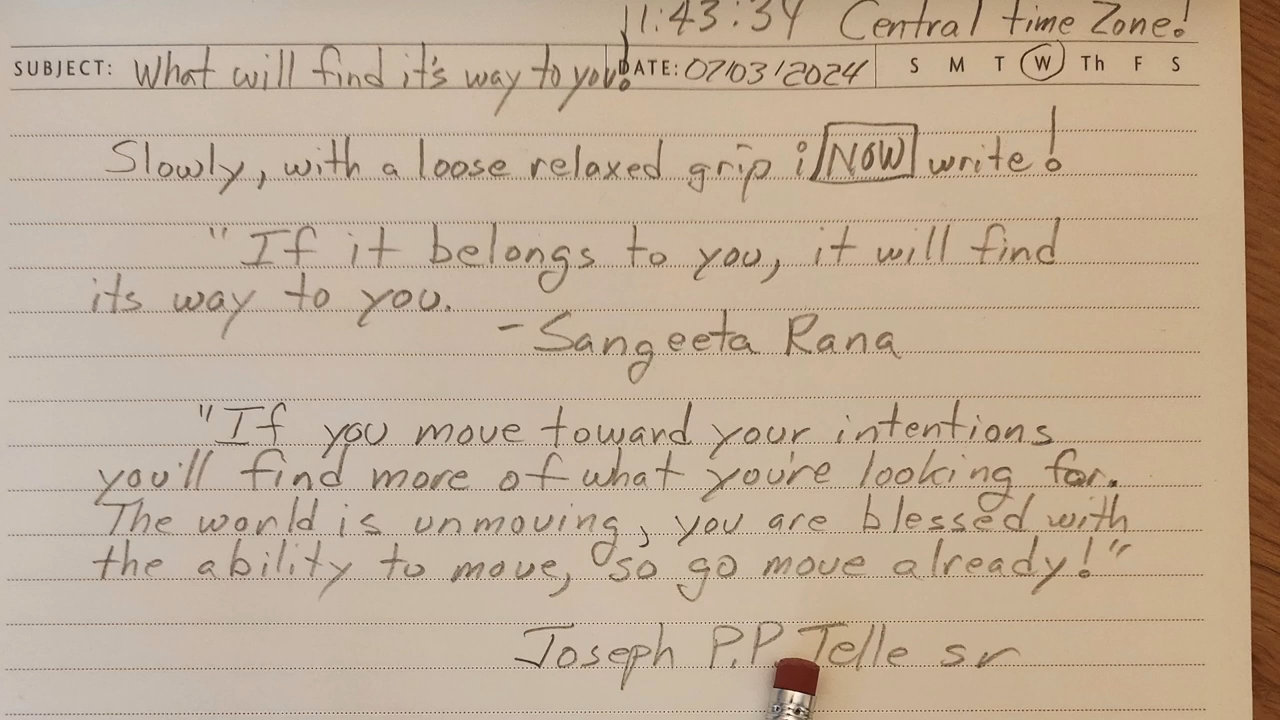 11:43:34 Central time Zone!
SUBJECT: What will find it's way to you! DATE: 07/03/2024 S M T W Th F S
Slowly, with a loose relaxed grip i NOW write!
"If it belongs to you, it will find
its way to you.
-Sangeeta Rana
"If you move toward your intentions
you'll find more of what you're looking for.
The world is unmoving, you are blessed with
the ability to move, so go move already!"
Joseph P.P Telle sr